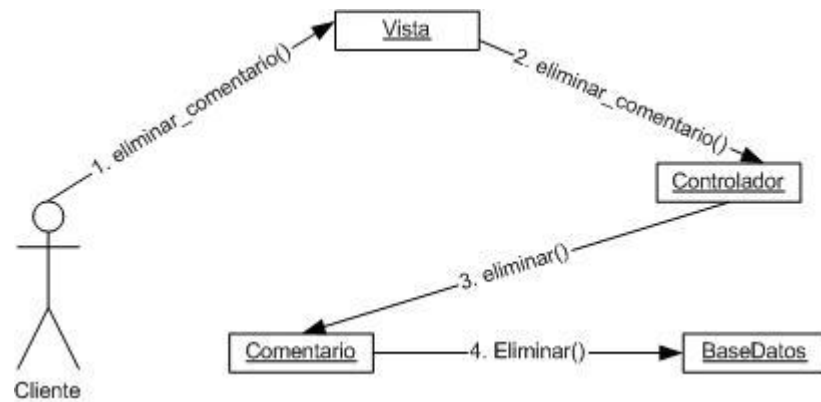 Vista
1. eliminar_comentario()
2. eliminar_comentario()
Controlador
3. eliminar()
Comentario
4. Eliminar()
BaseDatos
Cliente